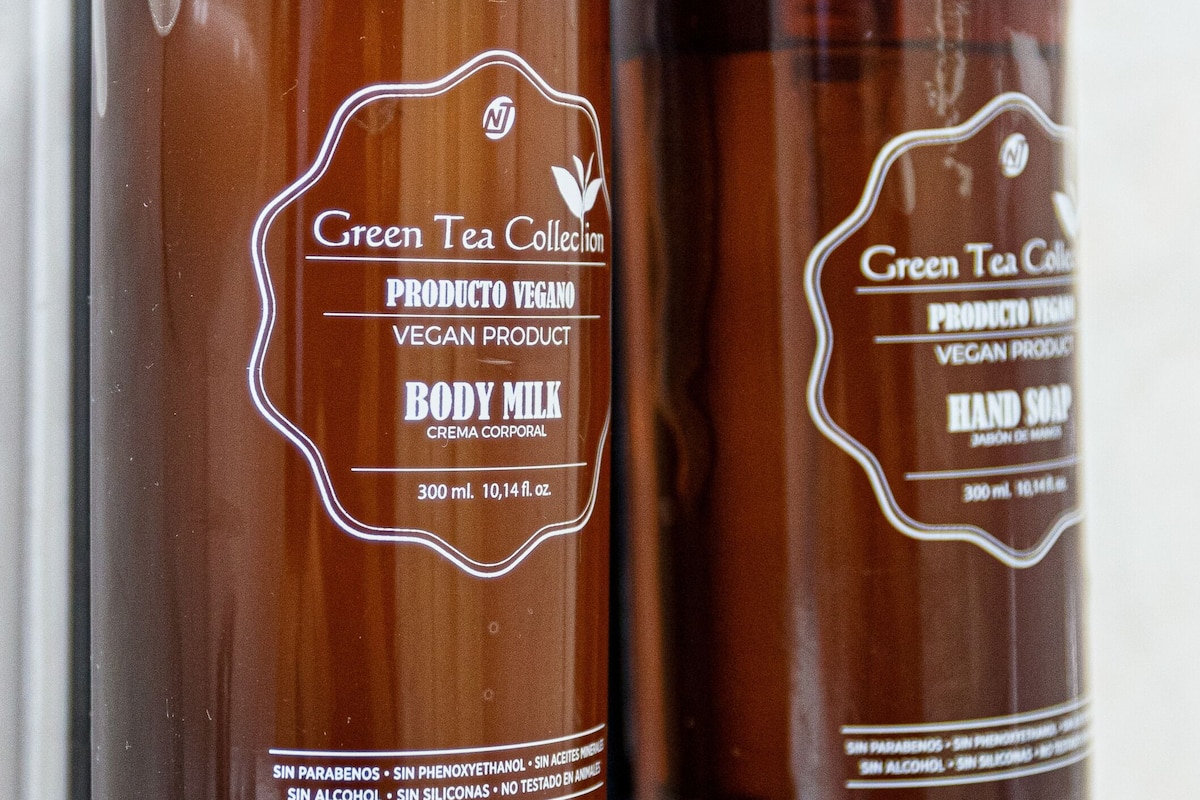 NT
Green Tea Collection
PRODUCTO VEGANO
VEGAN PRODUCT
BODY MILK
CREMA CORPORAL
300 ml. 10,14 fl. oz.
SIN PARABENOS • SIN PHENOXYETHANOL • SIN ACEITES MINERALES
SIN ALCOHOL • SIN SILICONAS • NO TESTADO EN ANIMALES
NT
Green Tea Colle
PRODUCTO VEGANO
VEGAN PRODUCT
HAND SOAP
JABÓN DE MANOS
300 ml. 10,14 fl. oz.
SIN PARABENOS • SIN PHENOXYETHANOL •
SIN ALCOHOL • SIN SILICONAS • NO TESTADO